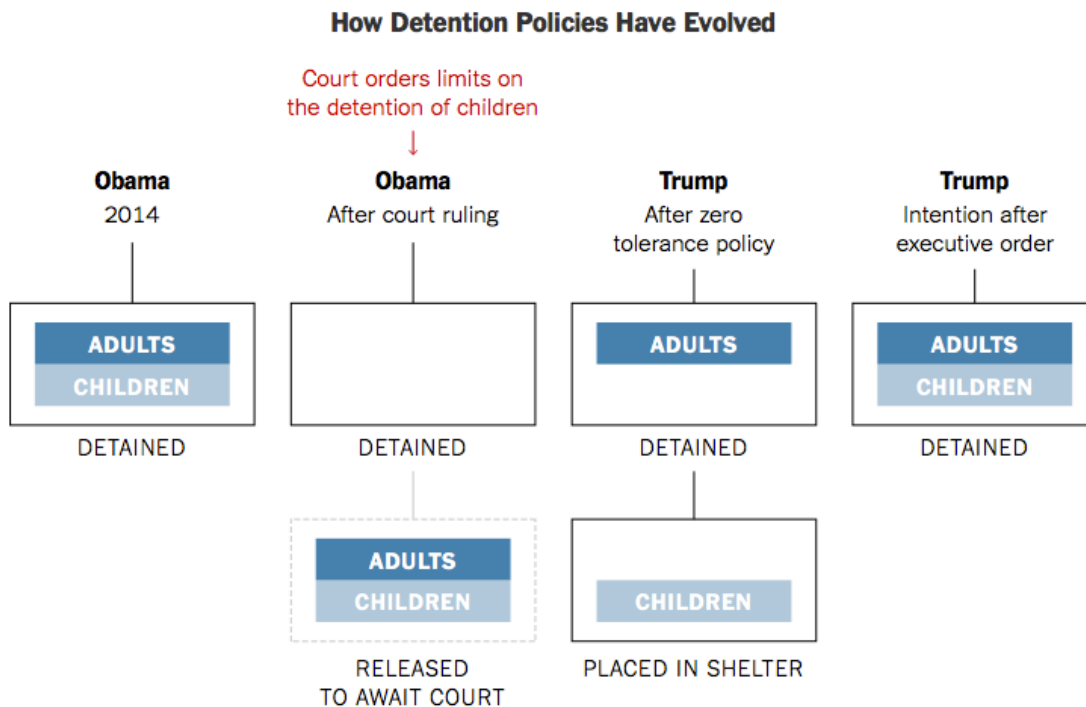 How Detention Policies Have Evolved
Court orders limits on
the detention of children
Obama
2014
Obama
After court ruling
Trump
After zero
tolerance policy
Trump
Intention after
executive order
ADULTS
CHILDREN
DETAINED
DETAINED
ADULTS
DETAINED
ADULTS
CHILDREN
DETAINED
ADULTS
CHILDREN
RELEASED
TO AWAIT COURT
CHILDREN
PLACED IN SHELTER